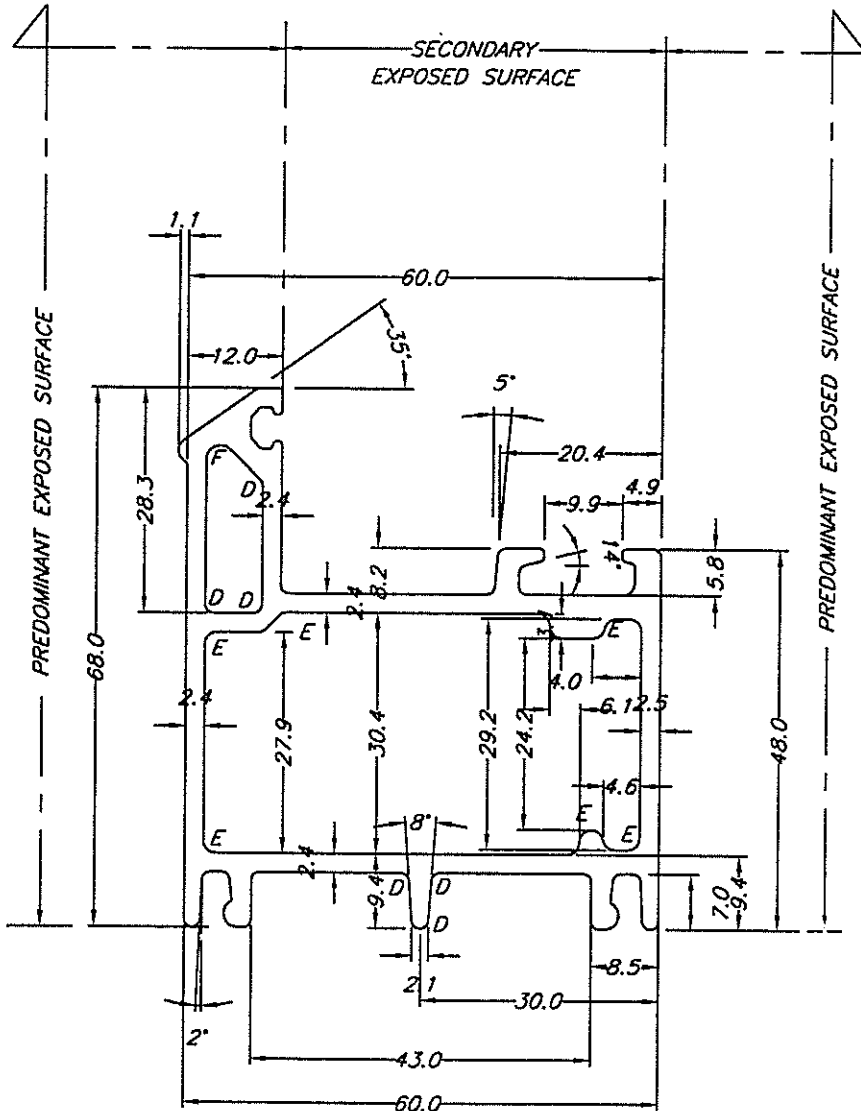 SECONDARY
EXPOSED SURFACE
PREDOMINANT EXPOSED SURFACE
PREDOMINANT EXPOSED SURFACE
1.1
60.0
12.0
35°
5°
20.4
F
D
2.4
28.3
9.9
4.9
14°
8.2
5.8
D D
2.4
E
E
E
4.0
68.0
2.4
6.1
2.5
27.9
30.4
29.2
24.2
48.0
4.6
E
E
8°
E
2.4
9.4
D
D
D
7.0
9.4
2.1
8.5
30.0
2°
43.0
60.0